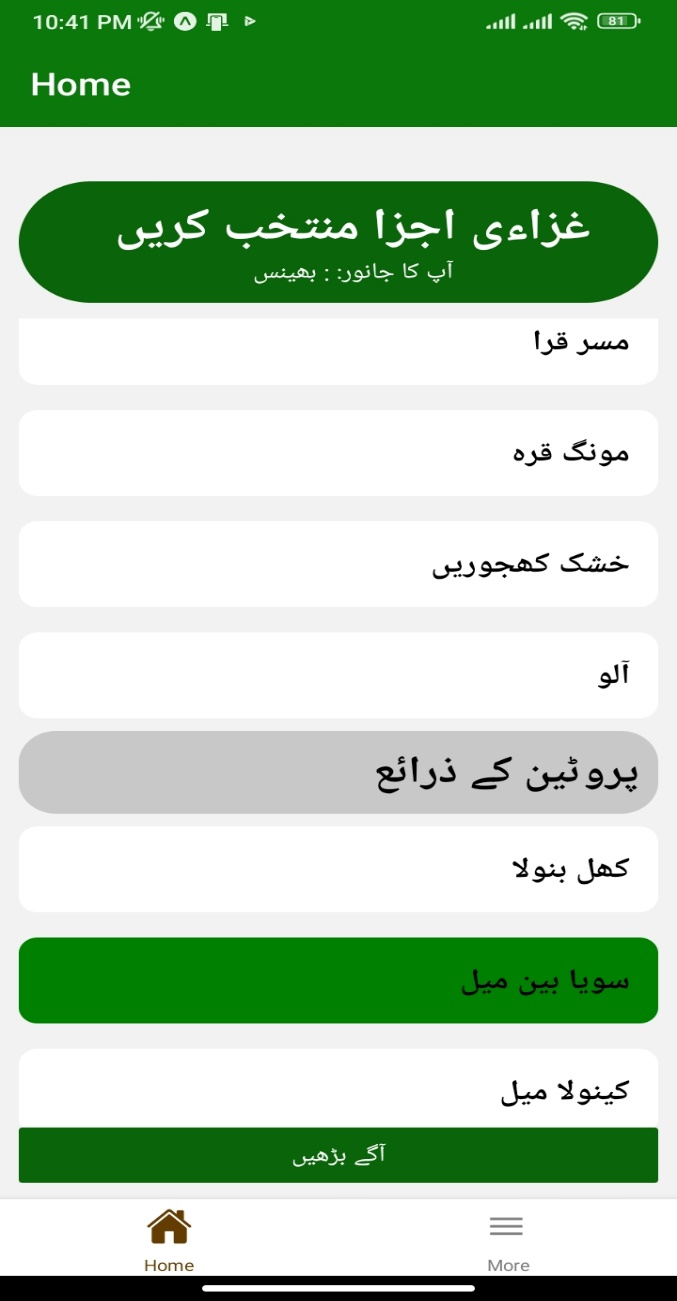 10:41 PM
81
Home
غزاءی اجزا منتخب کریں
آپ کا جانور: : بھینس
مسر قرا
مونگ قرہ
خشک کھجوریں
آلو
پروٹین کے ذرائع
کھل بنولا
سویا بین میل
کینولا میل
آگے بڑھیں
Home
More